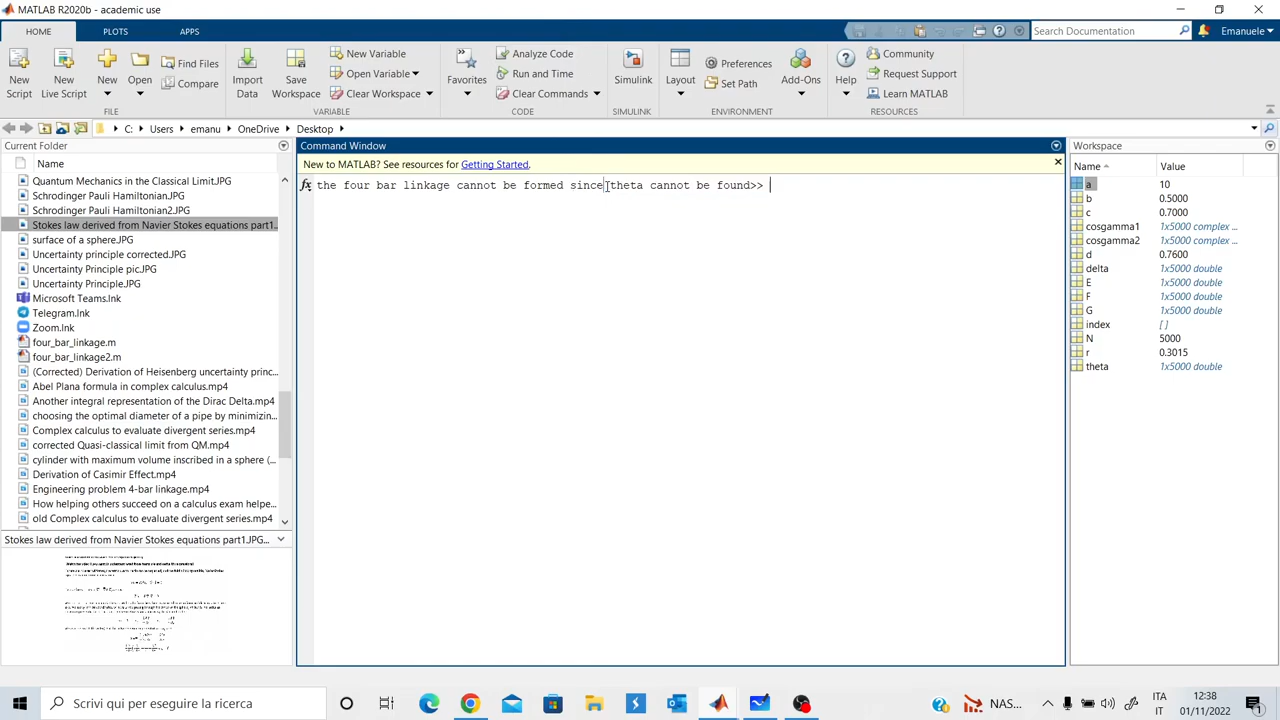 MATLAB R2020b - academic use
HOME
PLOTS
APPS
Search Documentation
Emanuele
New Script
New Live Script
New
Open
Find Files
Compare
FILE
Import Data
Save Workspace
New Variable
Open Variable
Clear Workspace
VARIABLE
Favorites
Analyze Code
Run and Time
Clear Commands
CODE
Simulink
SIMULINK
Layout
Preferences
Set Path
Add-Ons
ENVIRONMENT
Help
Community
Request Support
Learn MATLAB
RESOURCES
C: Users emanu OneDrive Desktop
Current Folder
Name
Quantum Mechanics in the Classical Limit.JPG
Schrodinger Pauli Hamiltonian.JPG
Schrodinger Pauli Hamiltonian2.JPG
Stokes law derived from Navier Stokes equations part1...
surface of a sphere.JPG
Uncertainty principle corrected.JPG
Uncertainty Principle pic.JPG
Uncertainty Principle.JPG
Microsoft Teams.lnk
Telegram.lnk
Zoom.lnk
four_bar_linkage.m
four_bar_linkage2.m
(Corrected) Derivation of Heisenberg uncertainty princ...
Abel Plana formula in complex calculus.mp4
Another integral representation of the Dirac Delta.mp4
choosing the optimal diameter of a pipe by minimizin...
Complex calculus to evaluate divergent series.mp4
corrected Quasi-classical limit from QM.mp4
cylinder with maximum volume inscribed in a sphere (...
Derivation of Casimir Effect.mp4
Engineering problem 4-bar linkage.mp4
How helping others succeed on a calculus exam helpe...
old Complex calculus to evaluate divergent series.mp4
Stokes law derived from Navier Stokes equations part1.JPG...
Command Window
New to MATLAB? See resources for Getting Started.
fx the four bar linkage cannot be formed since theta cannot be found>>
Workspace
Name Value
a 10
b 0.5000
c 0.7000
cosgamma1 1x5000 complex ...
cosgamma2 1x5000 complex ...
d 0.7600
delta 1x5000 double
E 1x5000 double
F 1x5000 double
G 1x5000 double
index []
N 5000
r 0.3015
theta 1x5000 double
Scrivi qui per eseguire la ricerca
NAS...
ITA
IT
12:38
01/11/2022
1